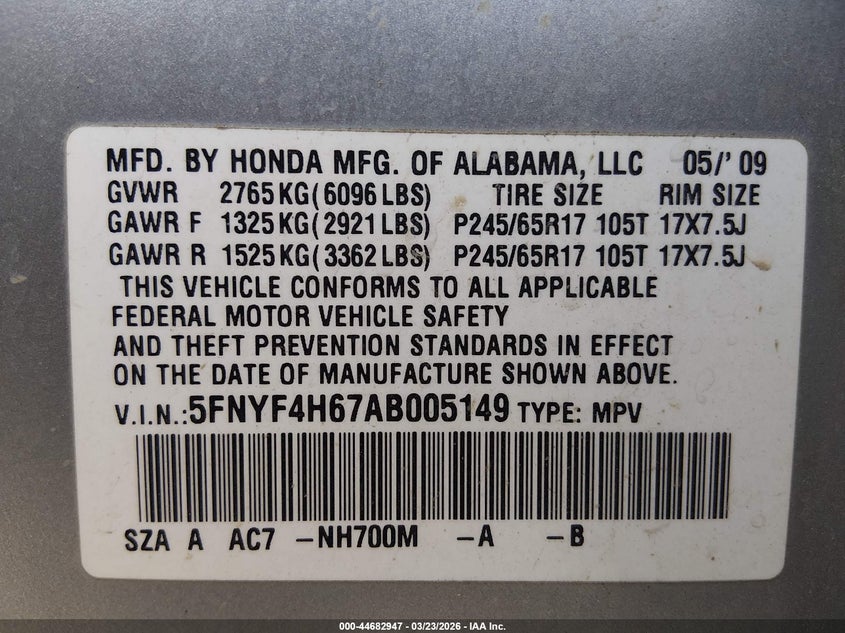 MFD. BY HONDA MFG. OF ALABAMA, LLC 05/'09
GVWR 2765KG(6096LBS) TIRE SIZE RIM SIZE
GAWR F 1325KG(2921LBS) P245/65R17 105T 17X7.5J
GAWR R 1525KG(3362LBS) P245/65R17 105T 17X7.5J
THIS VEHICLE CONFORMS TO ALL APPLICABLE
FEDERAL MOTOR VEHICLE SAFETY
AND THEFT PREVENTION STANDARDS IN EFFECT
ON THE DATE OF MANUFACTURE SHOWN ABOVE.
V.I.N.:5FNYF4H67AB005149 TYPE: MPV
SZA A AC7 -NH700M -A -B
000-44682947 - 03/23/2026 - IAA Inc.